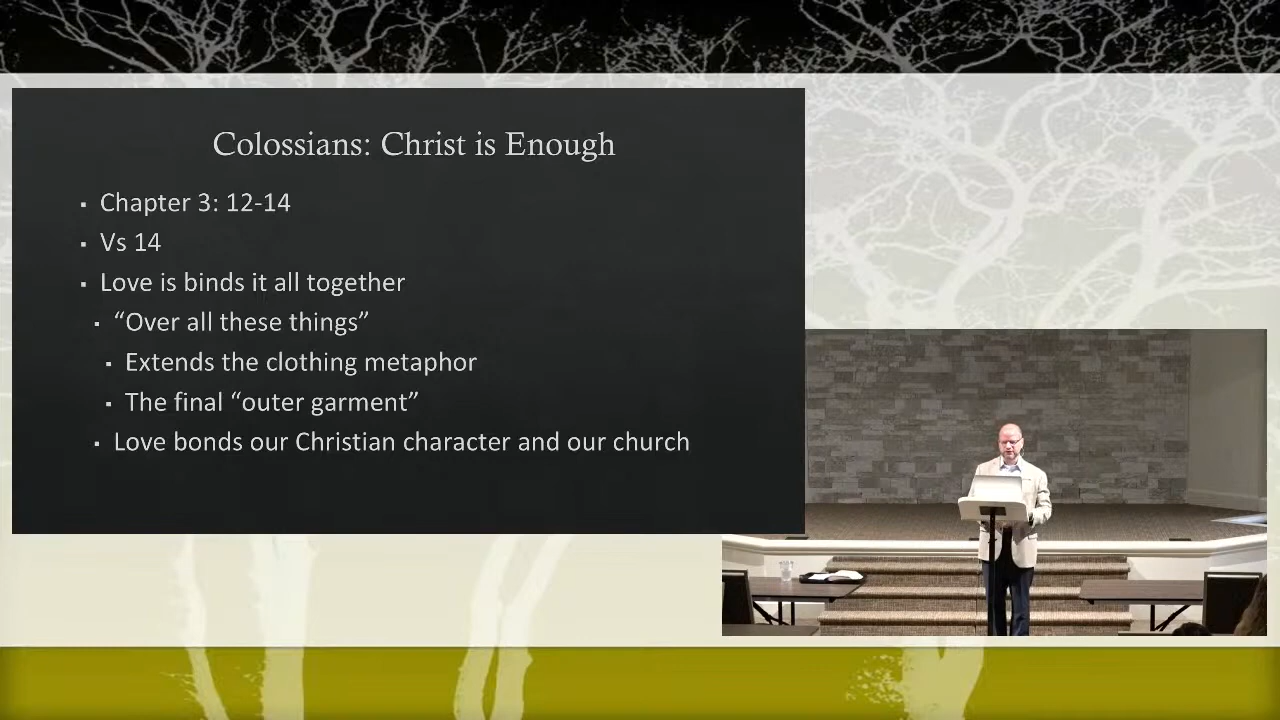 Colossians: Christ is Enough
▪ Chapter 3: 12-14
▪ Vs 14
▪ Love is binds it all together
▪ “Over all these things”
▪ Extends the clothing metaphor
▪ The final “outer garment”
▪ Love bonds our Christian character and our church